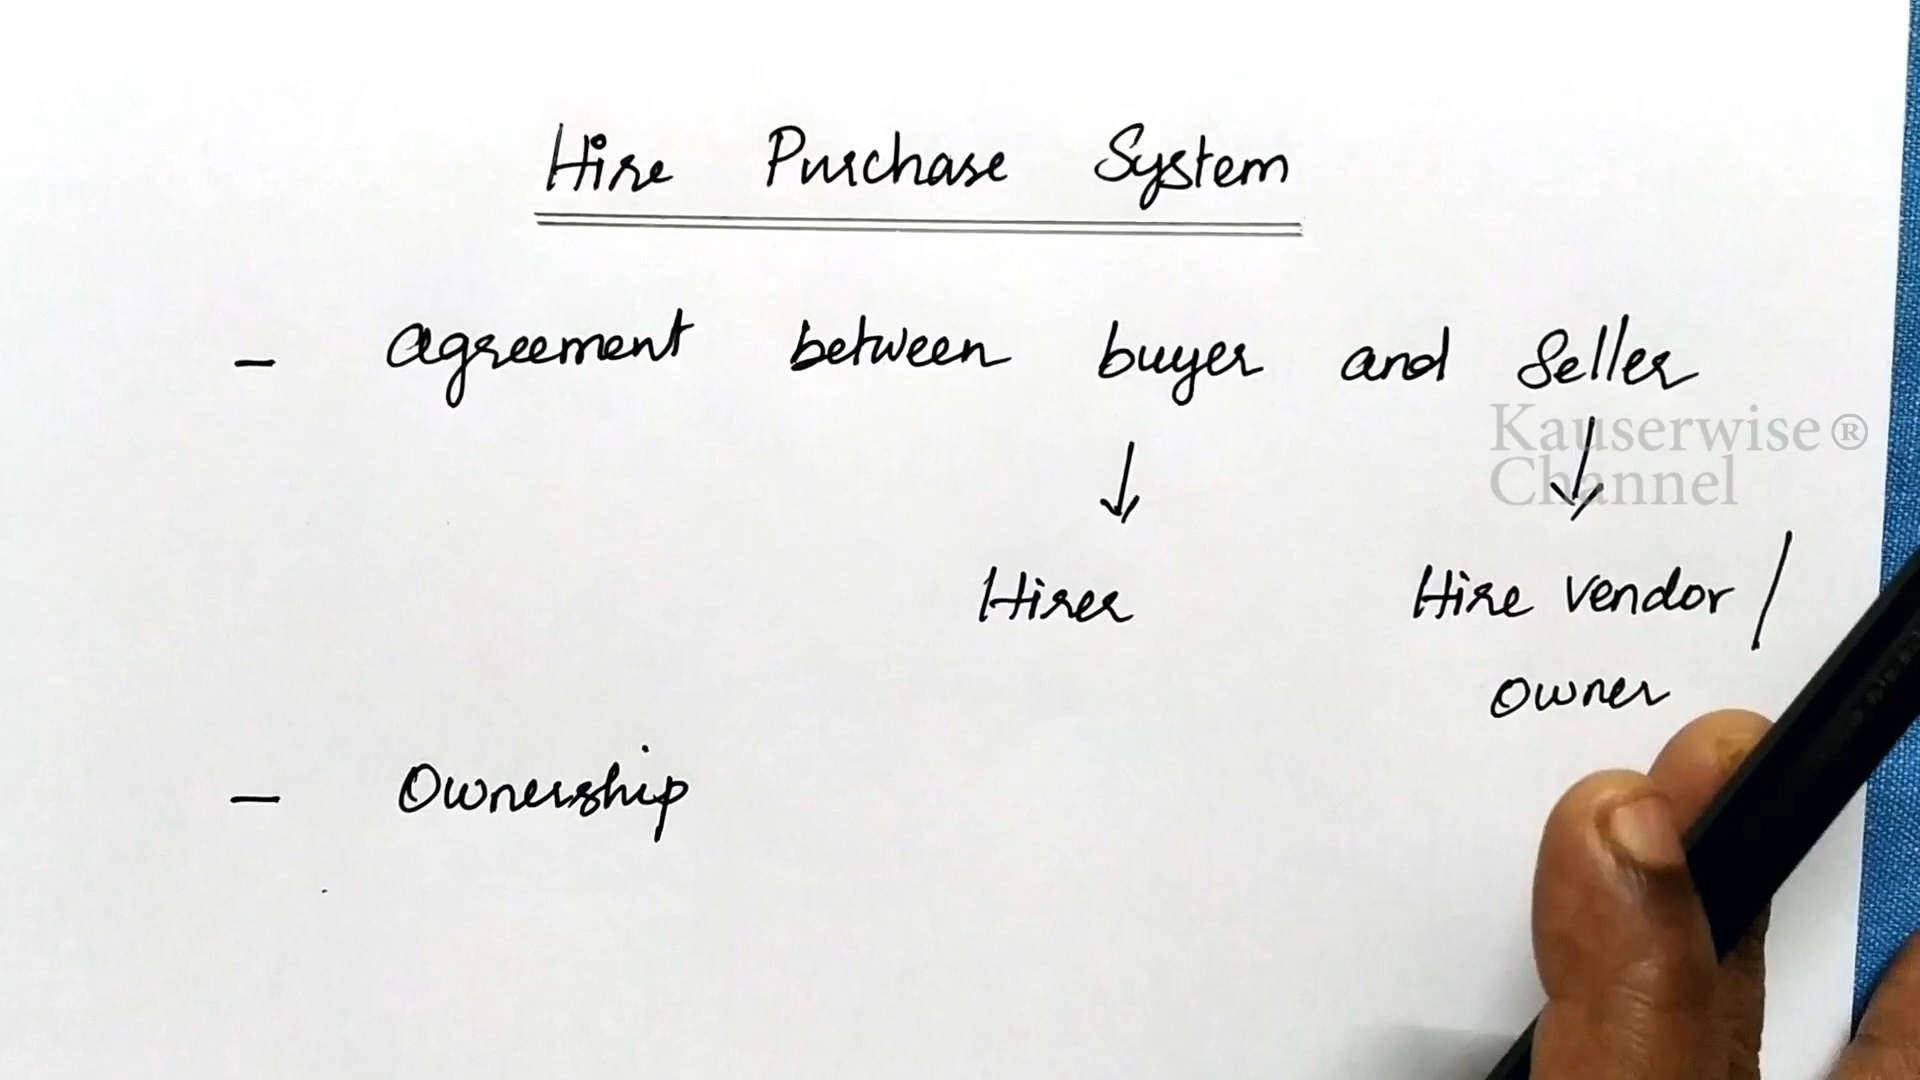 Hire Purchase System
- agreement between buyer and Seller
Kauserwise®
Channel
↓ ↓
Hirer Hire Vendor /
Owner
- Ownership